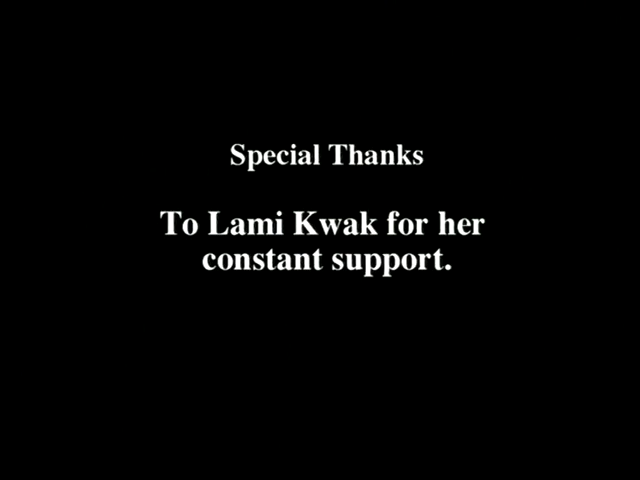 Special Thanks
To Lami Kwak for her
constant support.